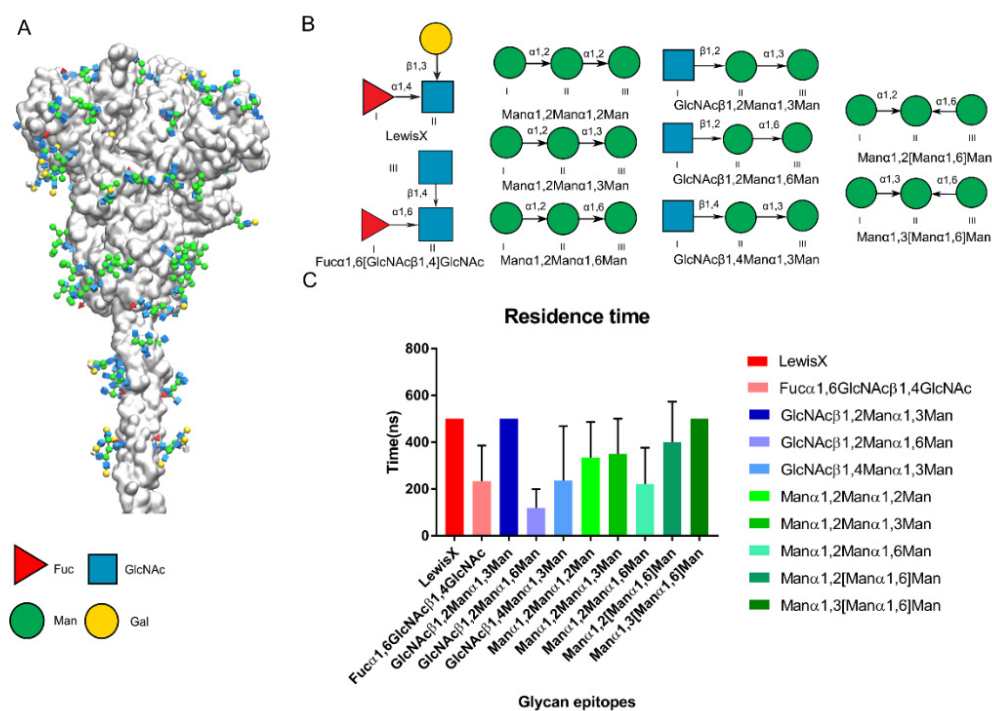 A
Fuc
GlcNAc
Man
Gal
B
β1,3
α1,4
I
II
LewisX
III
β1,4
α1,6
I
II
Fucα1,6[GlcNAcβ1,4]GlcNAc
α1,2 α1,2
I II III
Manα1,2Manα1,2Man
α1,2 α1,3
I II III
Manα1,2Manα1,3Man
α1,2 α1,6
I II III
Manα1,2Manα1,6Man
β1,2 α1,3
I II III
GlcNAcβ1,2Manα1,3Man
β1,2 α1,6
I II III
GlcNAcβ1,2Manα1,6Man
β1,4 α1,3
I II III
GlcNAcβ1,4Manα1,3Man
α1,2 α1,6
I II III
Manα1,2[Manα1,6]Man
α1,3 α1,6
I II III
Manα1,3[Manα1,6]Man
C
Residence time
Time(ns)
800
600
400
200
0
LewisX
Fucα1,6GlcNAcβ1,4GlcNAc
GlcNAcβ1,2Manα1,3Man
GlcNAcβ1,2Manα1,6Man
GlcNAcβ1,4Manα1,3Man
Manα1,2Manα1,2Man
Manα1,2Manα1,3Man
Manα1,2Manα1,6Man
Manα1,2[Manα1,6]Man
Manα1,3[Manα1,6]Man
Glycan epitopes
LewisX
Fucα1,6GlcNAcβ1,4GlcNAc
GlcNAcβ1,2Manα1,3Man
GlcNAcβ1,2Manα1,6Man
GlcNAcβ1,4Manα1,3Man
Manα1,2Manα1,2Man
Manα1,2Manα1,3Man
Manα1,2Manα1,6Man
Manα1,2[Manα1,6]Man
Manα1,3[Manα1,6]Man